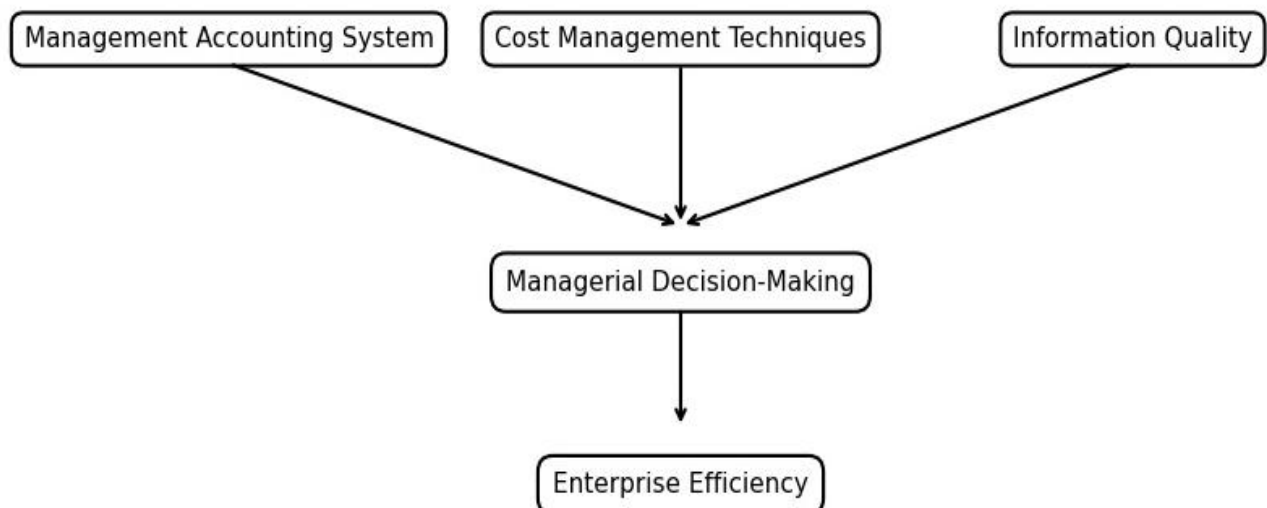 Management Accounting System
Cost Management Techniques
Information Quality
Managerial Decision-Making
Enterprise Efficiency